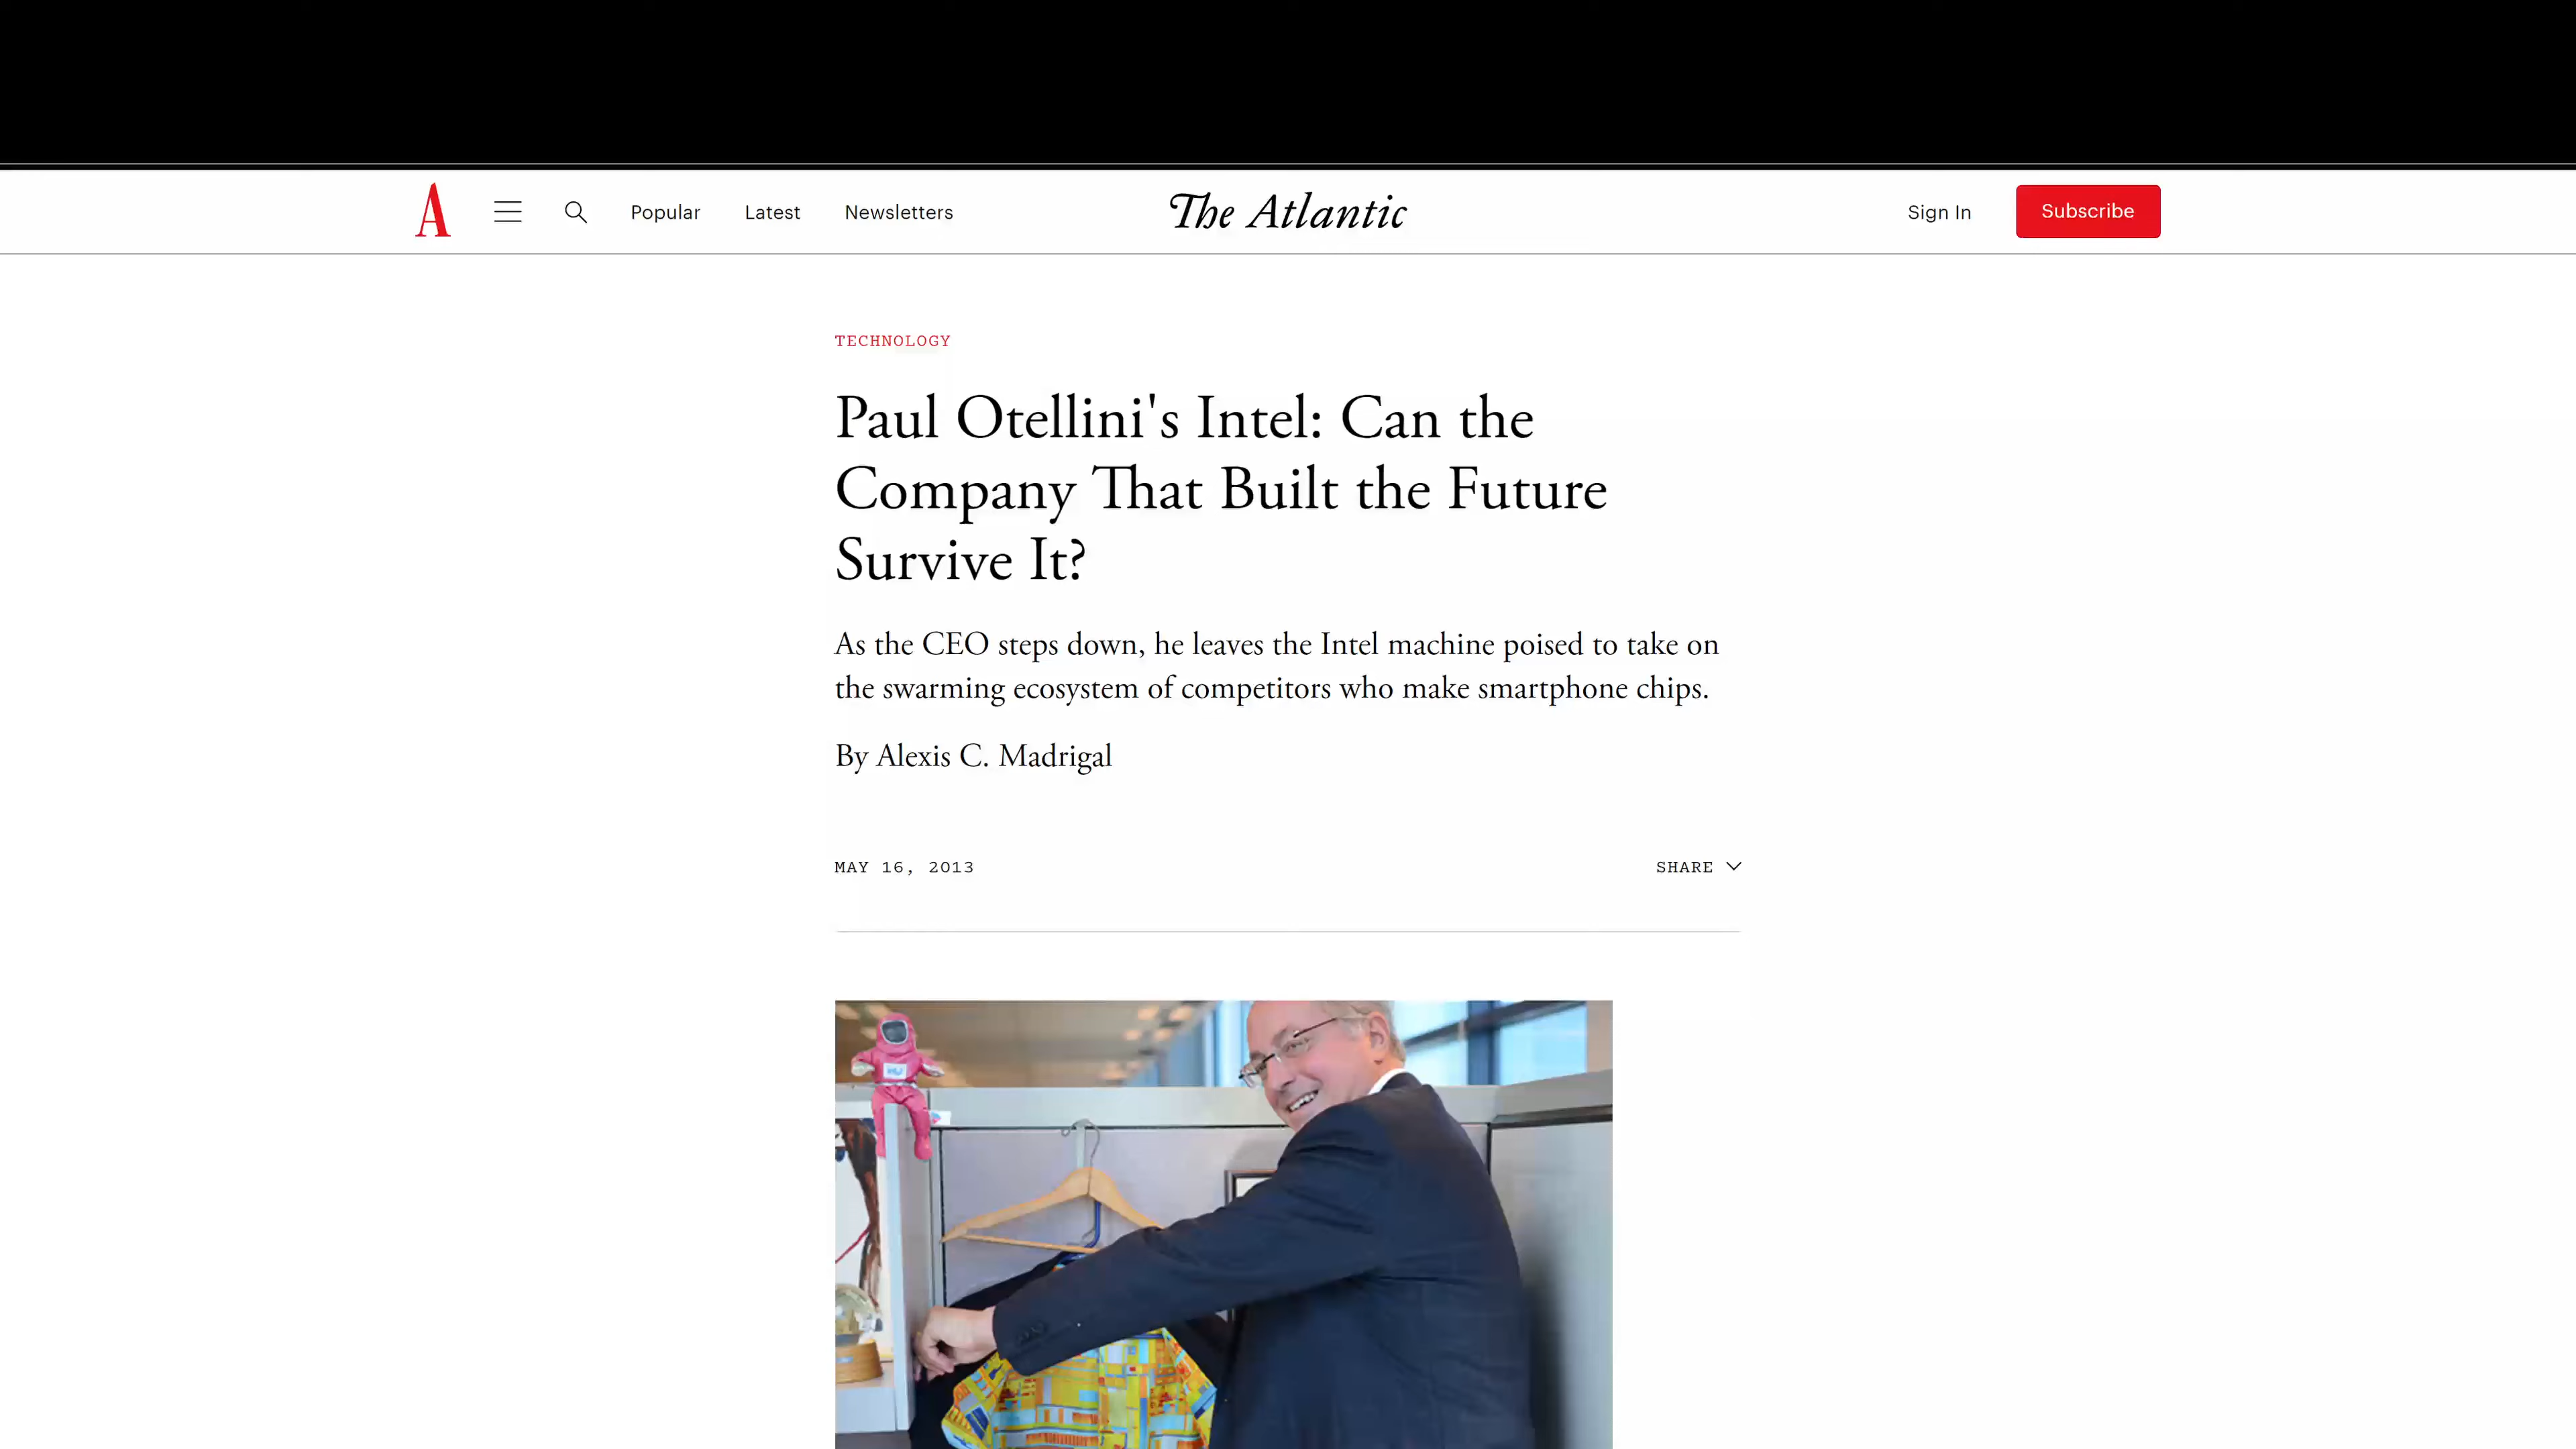 A Popular Latest Newsletters The Atlantic Sign In Subscribe
TECHNOLOGY
Paul Otellini's Intel: Can the
Company That Built the Future
Survive It?
As the CEO steps down, he leaves the Intel machine poised to take on
the swarming ecosystem of competitors who make smartphone chips.
By Alexis C. Madrigal
MAY 16, 2013 SHARE
intel